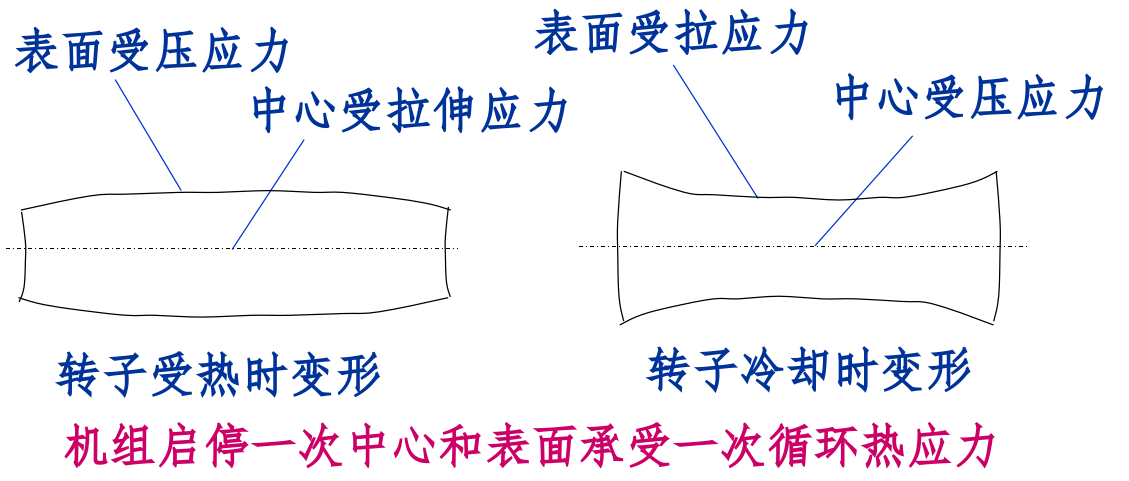 表面受压应力
中心受拉伸应力
表面受拉应力
中心受压应力
转子受热时变形
转子冷却时变形
机组启停一次中心和表面承受一次循环热应力